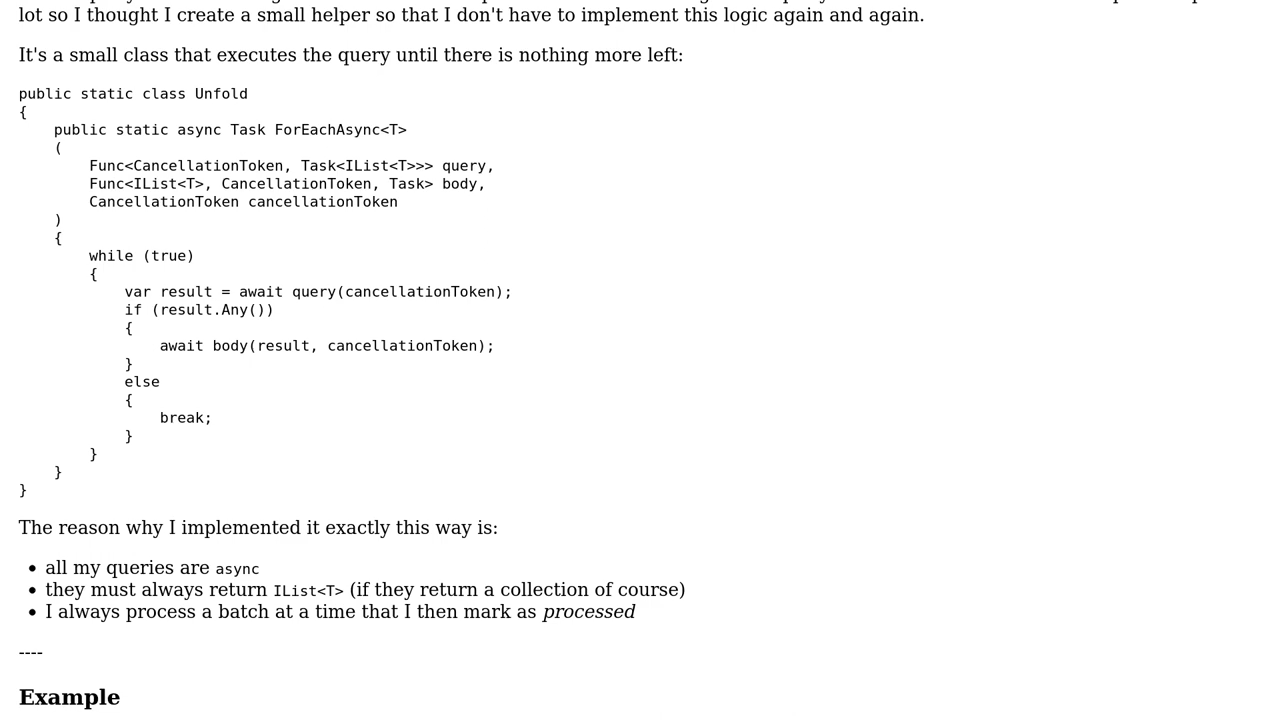 lot so I thought I create a small helper so that I don't have to implement this logic again and again.
It's a small class that executes the query until there is nothing more left:
public static class Unfold
{
    public static async Task ForEachAsync<T>
    (
        Func<CancellationToken, Task<IList<T>>> query,
        Func<IList<T>, CancellationToken, Task> body,
        CancellationToken cancellationToken
    )
    {
        while (true)
        {
            var result = await query(cancellationToken);
            if (result.Any())
            {
                await body(result, cancellationToken);
            }
            else
            {
                break;
            }
        }
    }
}
The reason why I implemented it exactly this way is:
• all my queries are async
• they must always return IList<T> (if they return a collection of course)
• I always process a batch at a time that I then mark as processed
----
Example